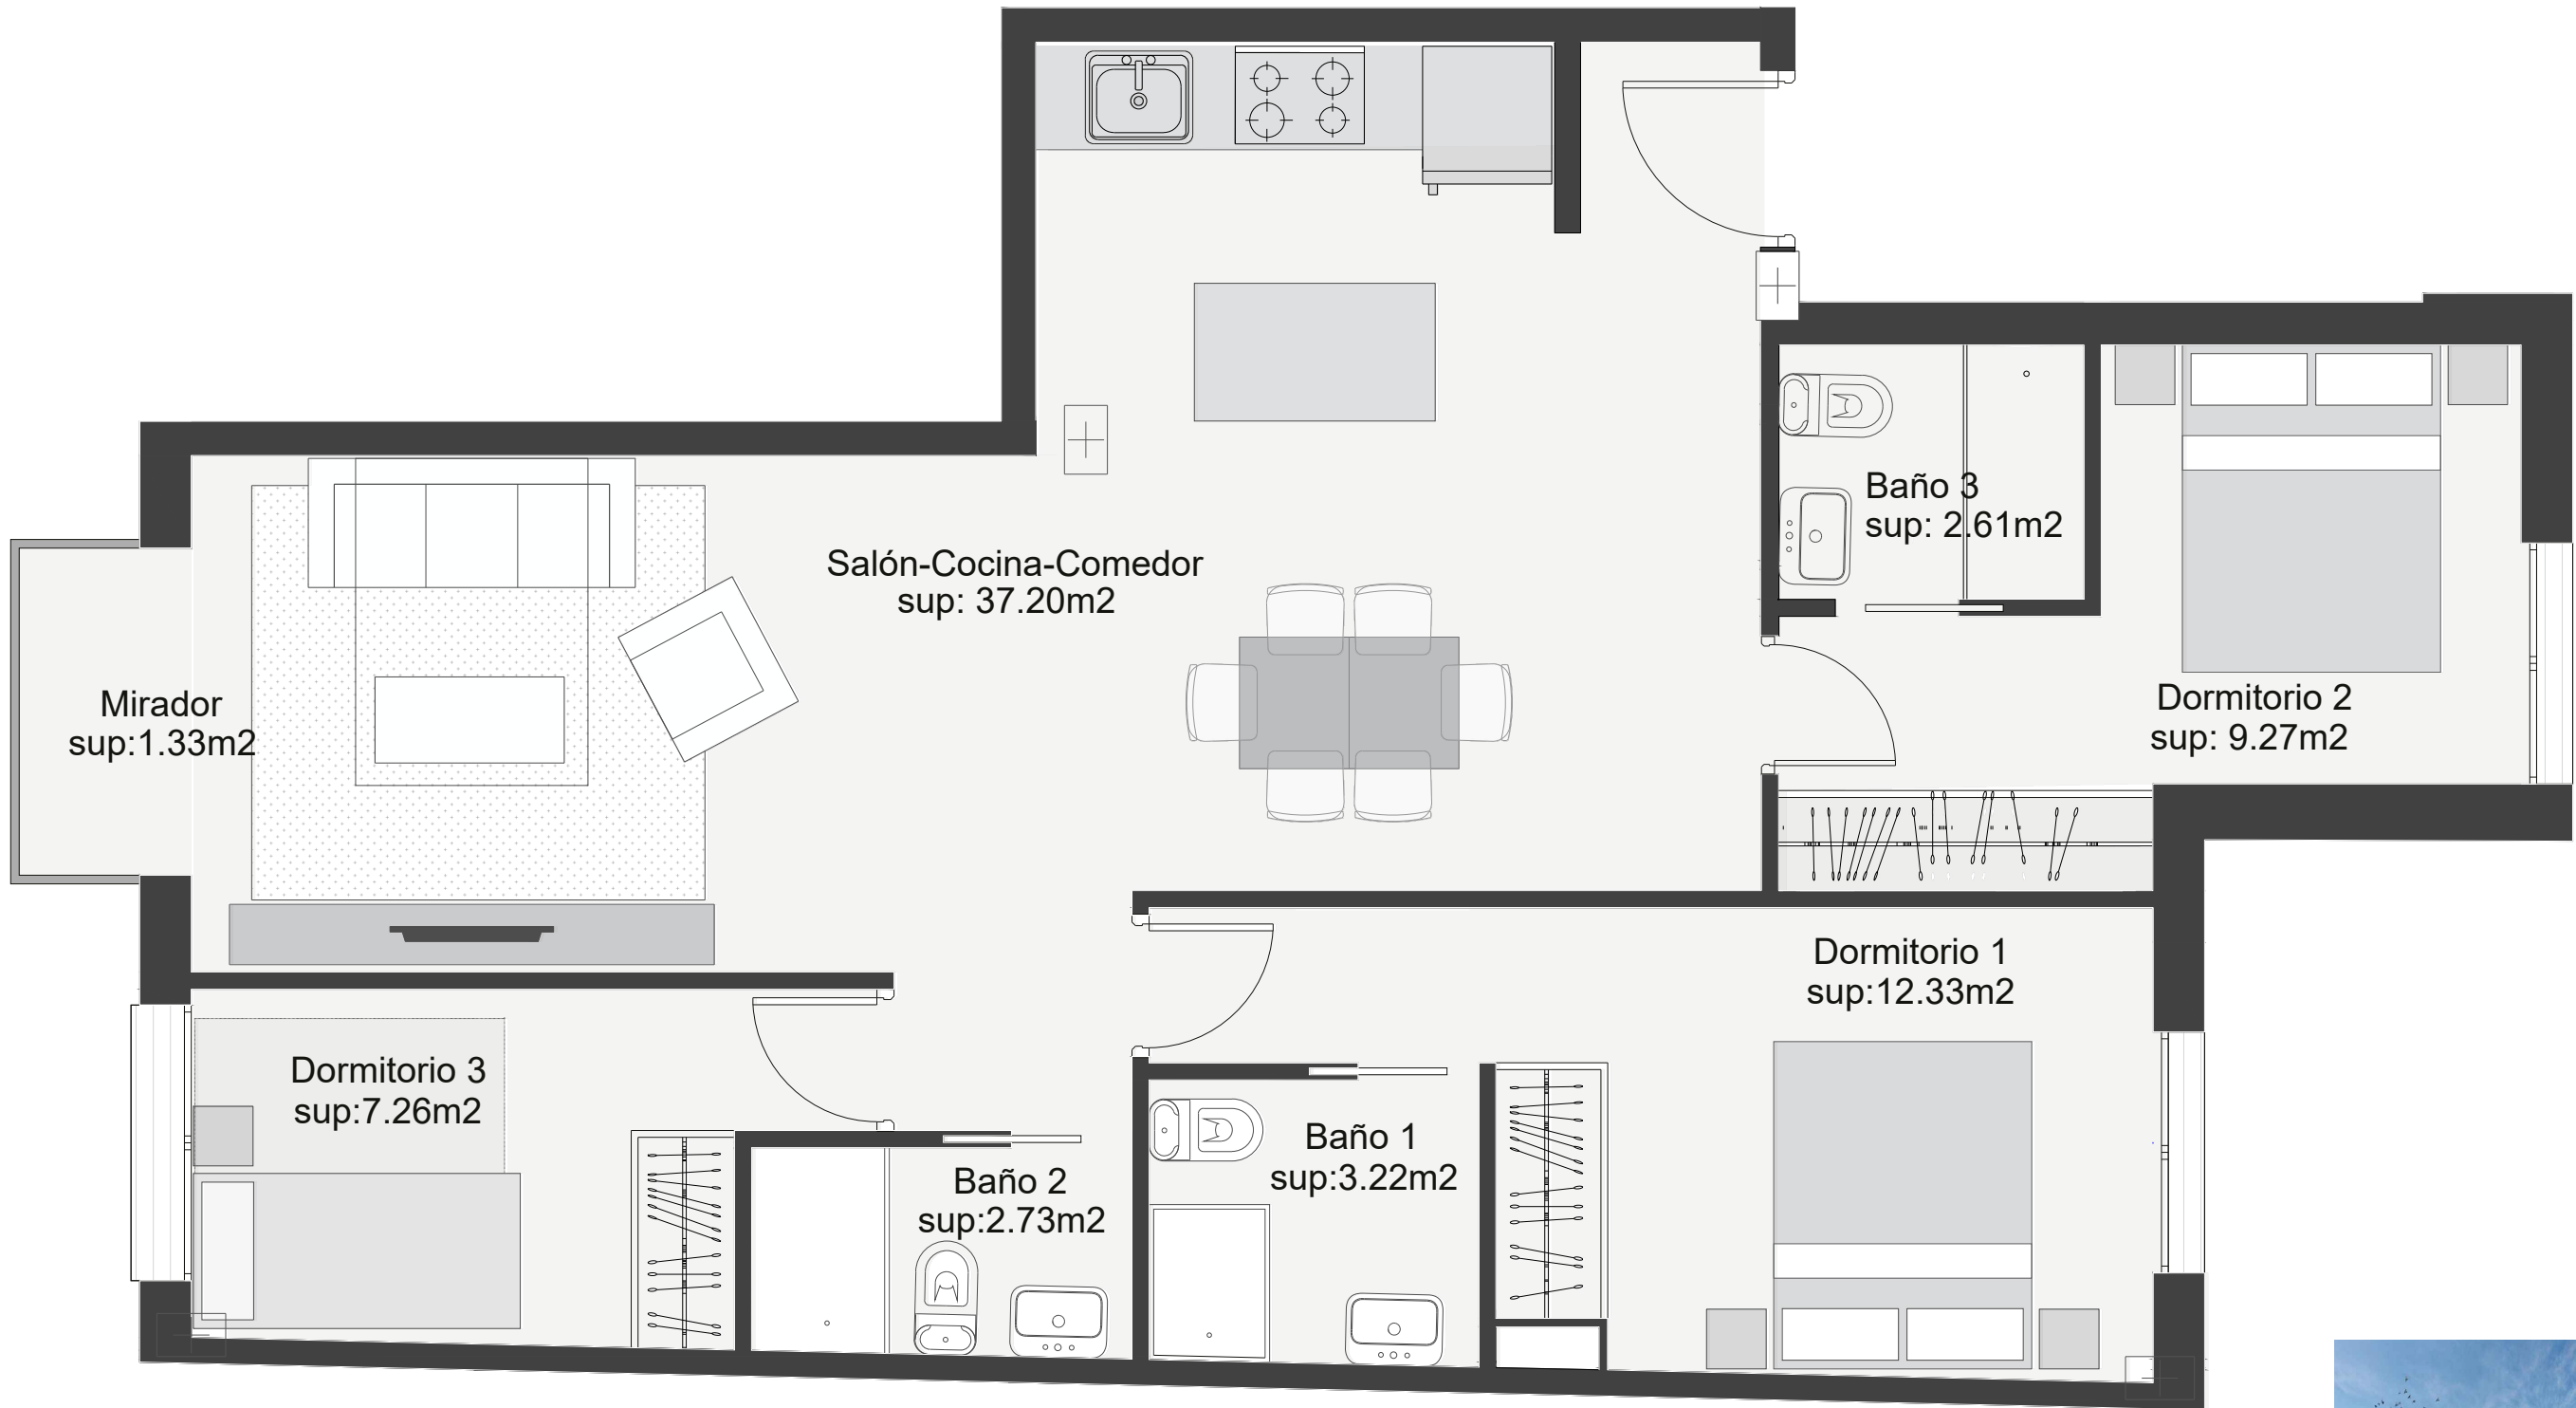 Baño 3
sup: 2.61m2
Salón-Cocina-Comedor
sup: 37.20m2
Mirador
sup:1.33m2
Dormitorio 2
sup: 9.27m2
Dormitorio 1
sup:12.33m2
Dormitorio 3
sup:7.26m2
Baño 1
sup:3.22m2
Baño 2
sup:2.73m2